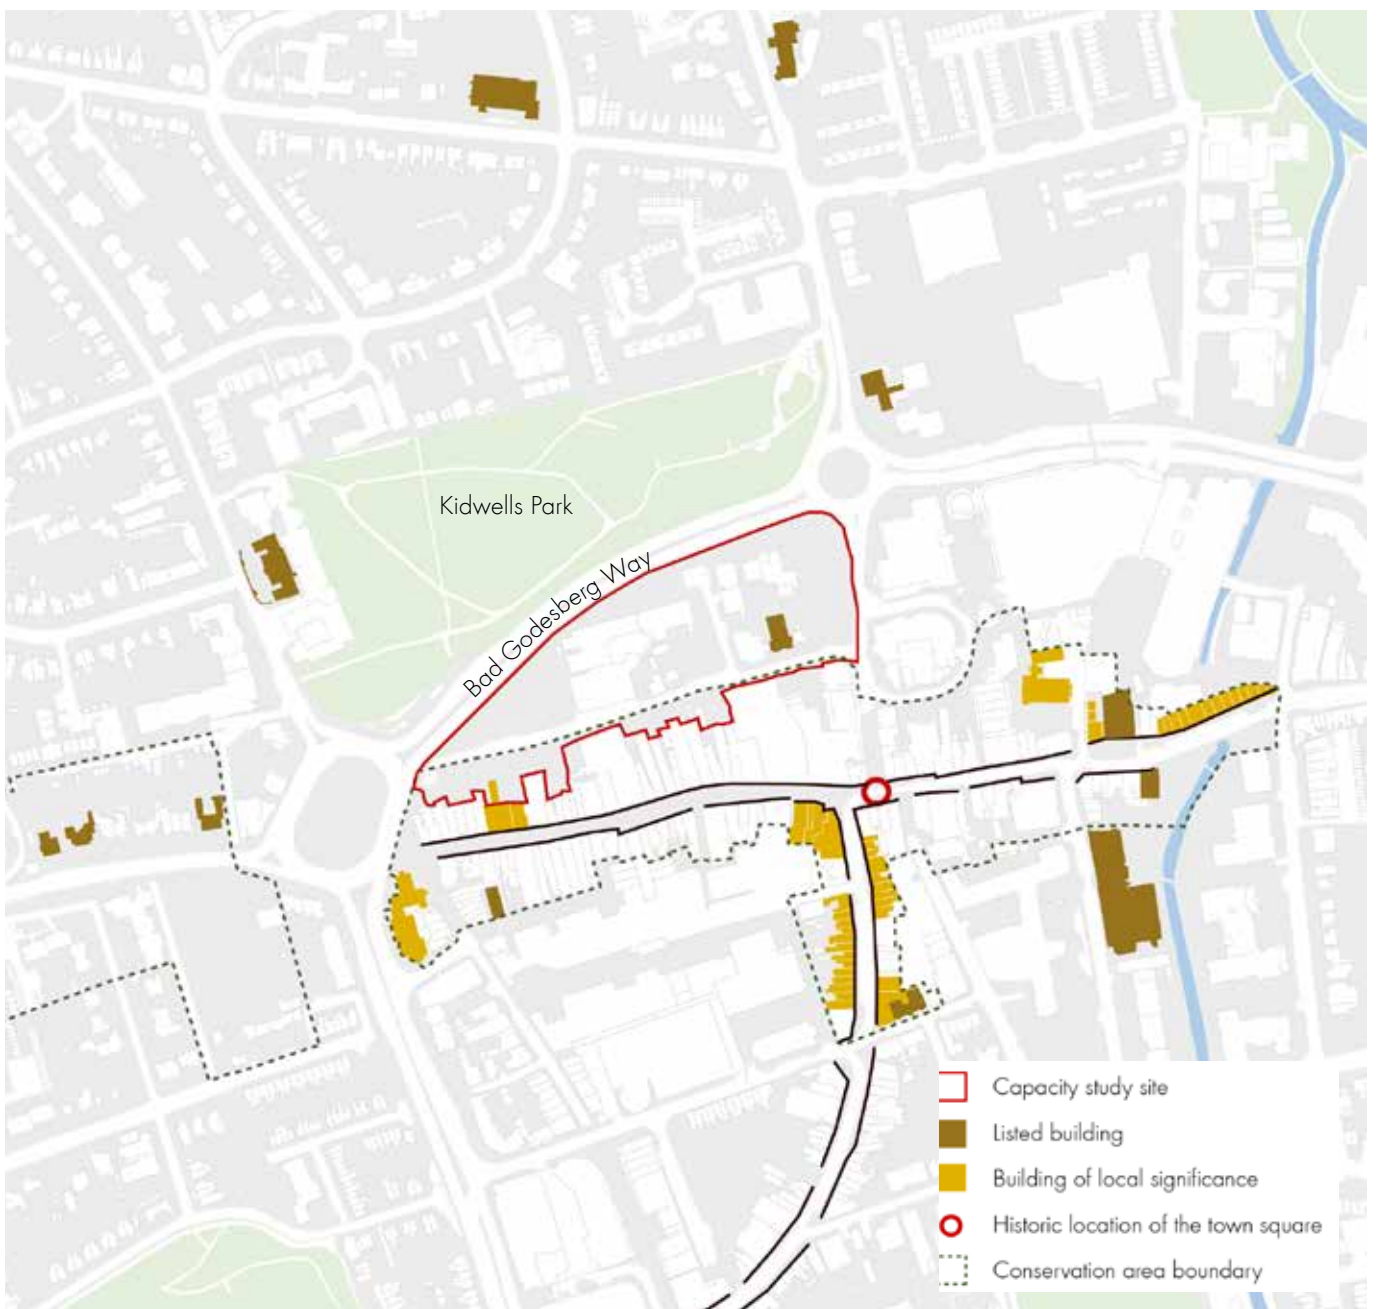 Kidwells Park
Bad Godesberg Way
Capacity study site
Listed building
Building of local significance
Historic location of the town square
Conservation area boundary